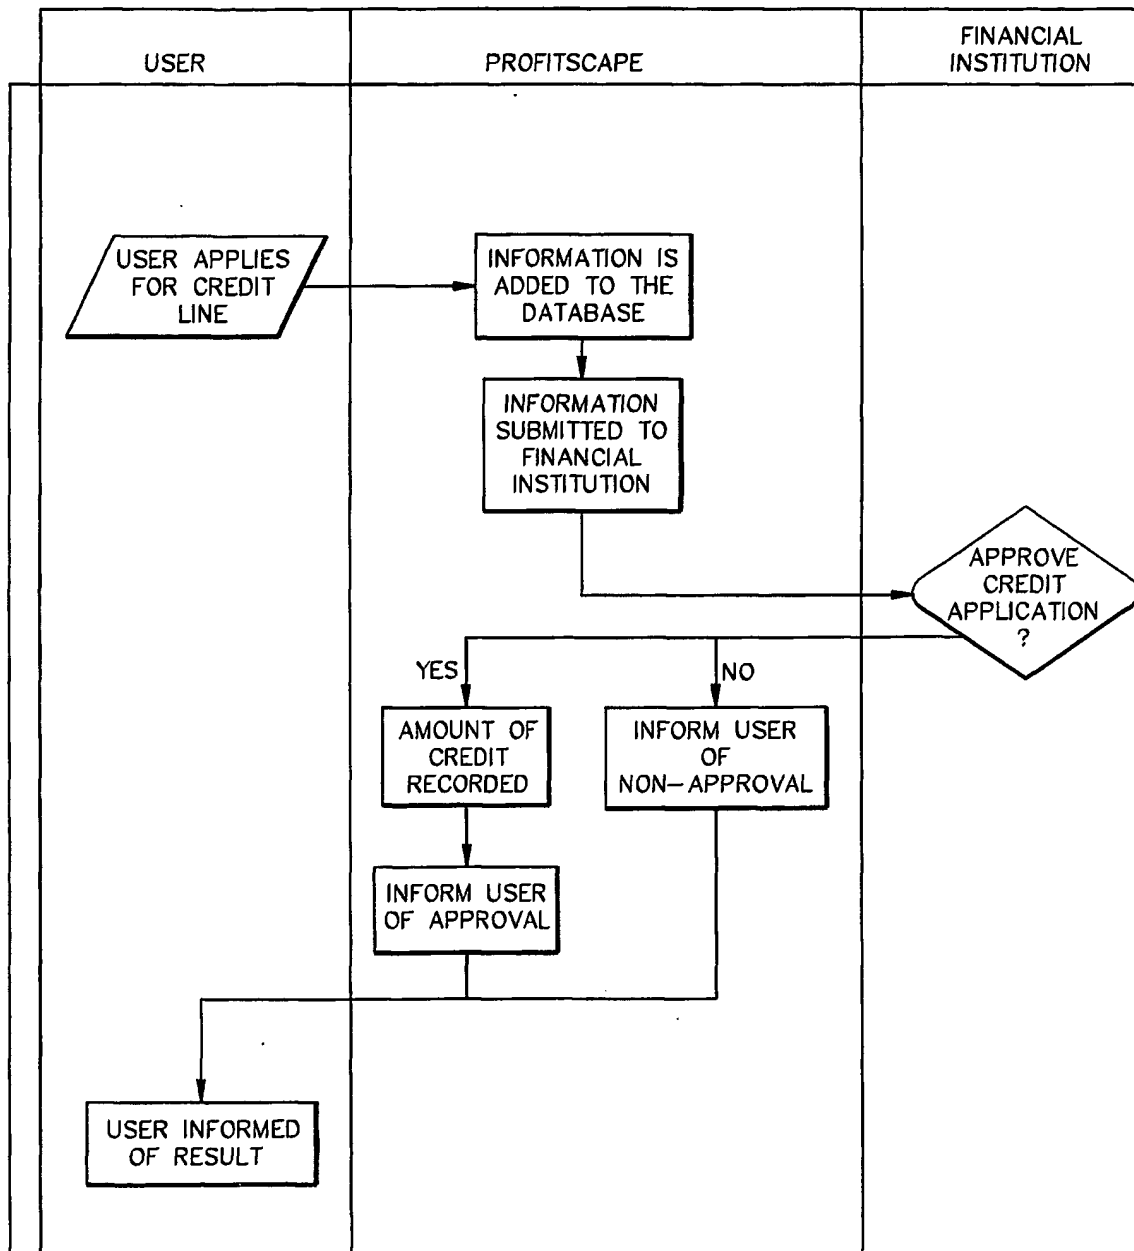 USER
PROFITSCAPE
FINANCIAL
INSTITUTION
USER APPLIES
FOR CREDIT
LINE
INFORMATION IS
ADDED TO THE
DATABASE
INFORMATION
SUBMITTED TO
FINANCIAL
INSTITUTION
APPROVE
CREDIT
APPLICATION
?
YES
NO
AMOUNT OF
CREDIT
RECORDED
INFORM USER
OF
NON-APPROVAL
INFORM USER
OF APPROVAL
USER INFORMED
OF RESULT